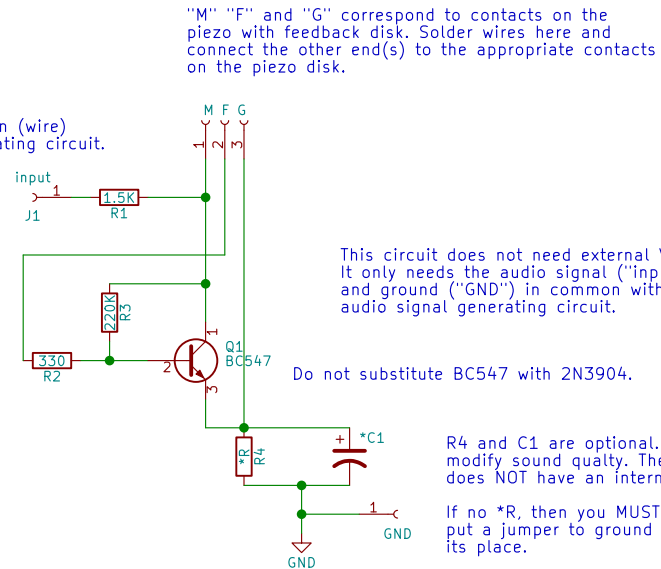 "M" "F" and "G" correspond to contacts on the
piezo with feedback disk. Solder wires here and
connect the other end(s) to the appropriate contacts
on the piezo disk.
M F G
1 2 3
n (wire)
ating circuit.
input
1
J1
1.5K
R1
This circuit does not need external
It only needs the audio signal ("inp
and ground ("GND") in common with
audio signal generating circuit.
220K
R3
1
Q1
BC547
2
3
330
R2
Do not substitute BC547 with 2N3904.
*R
R4
+
*C1
R4 and C1 are optional.
modify sound qualty. The
does NOT have an intern
1
GND
GND
If no *R, then you MUST
put a jumper to ground
its place.